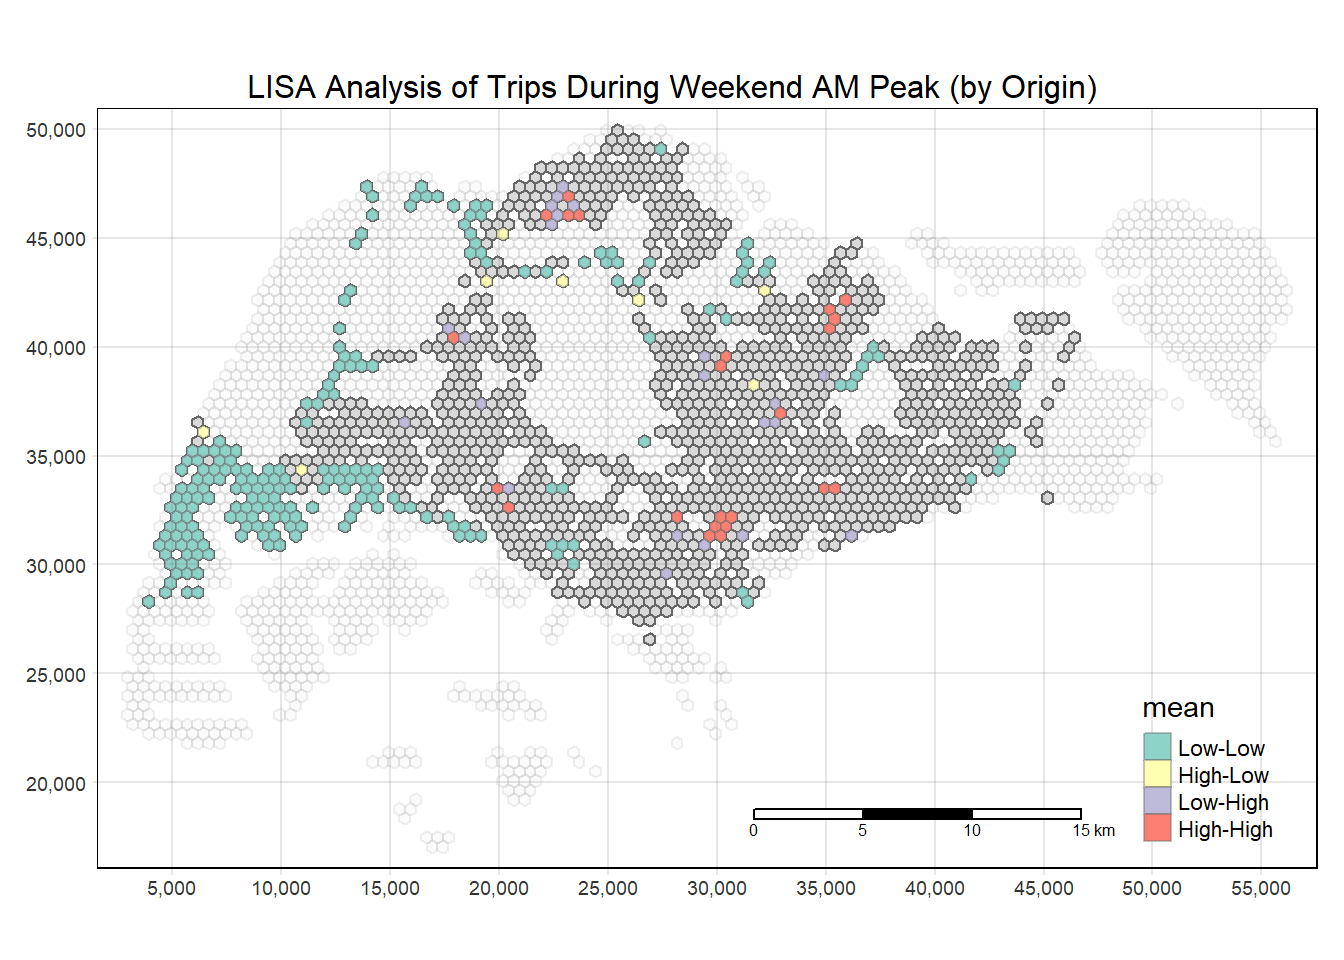 LISA Analysis of Trips During Weekend AM Peak (by Origin)
50,000
45,000
40,000
35,000
30,000
25,000
20,000
mean
Low-Low
High-Low
Low-High
High-High
0 5 10 15 km
5,000 10,000 15,000 20,000 25,000 30,000 35,000 40,000 45,000 50,000 55,000